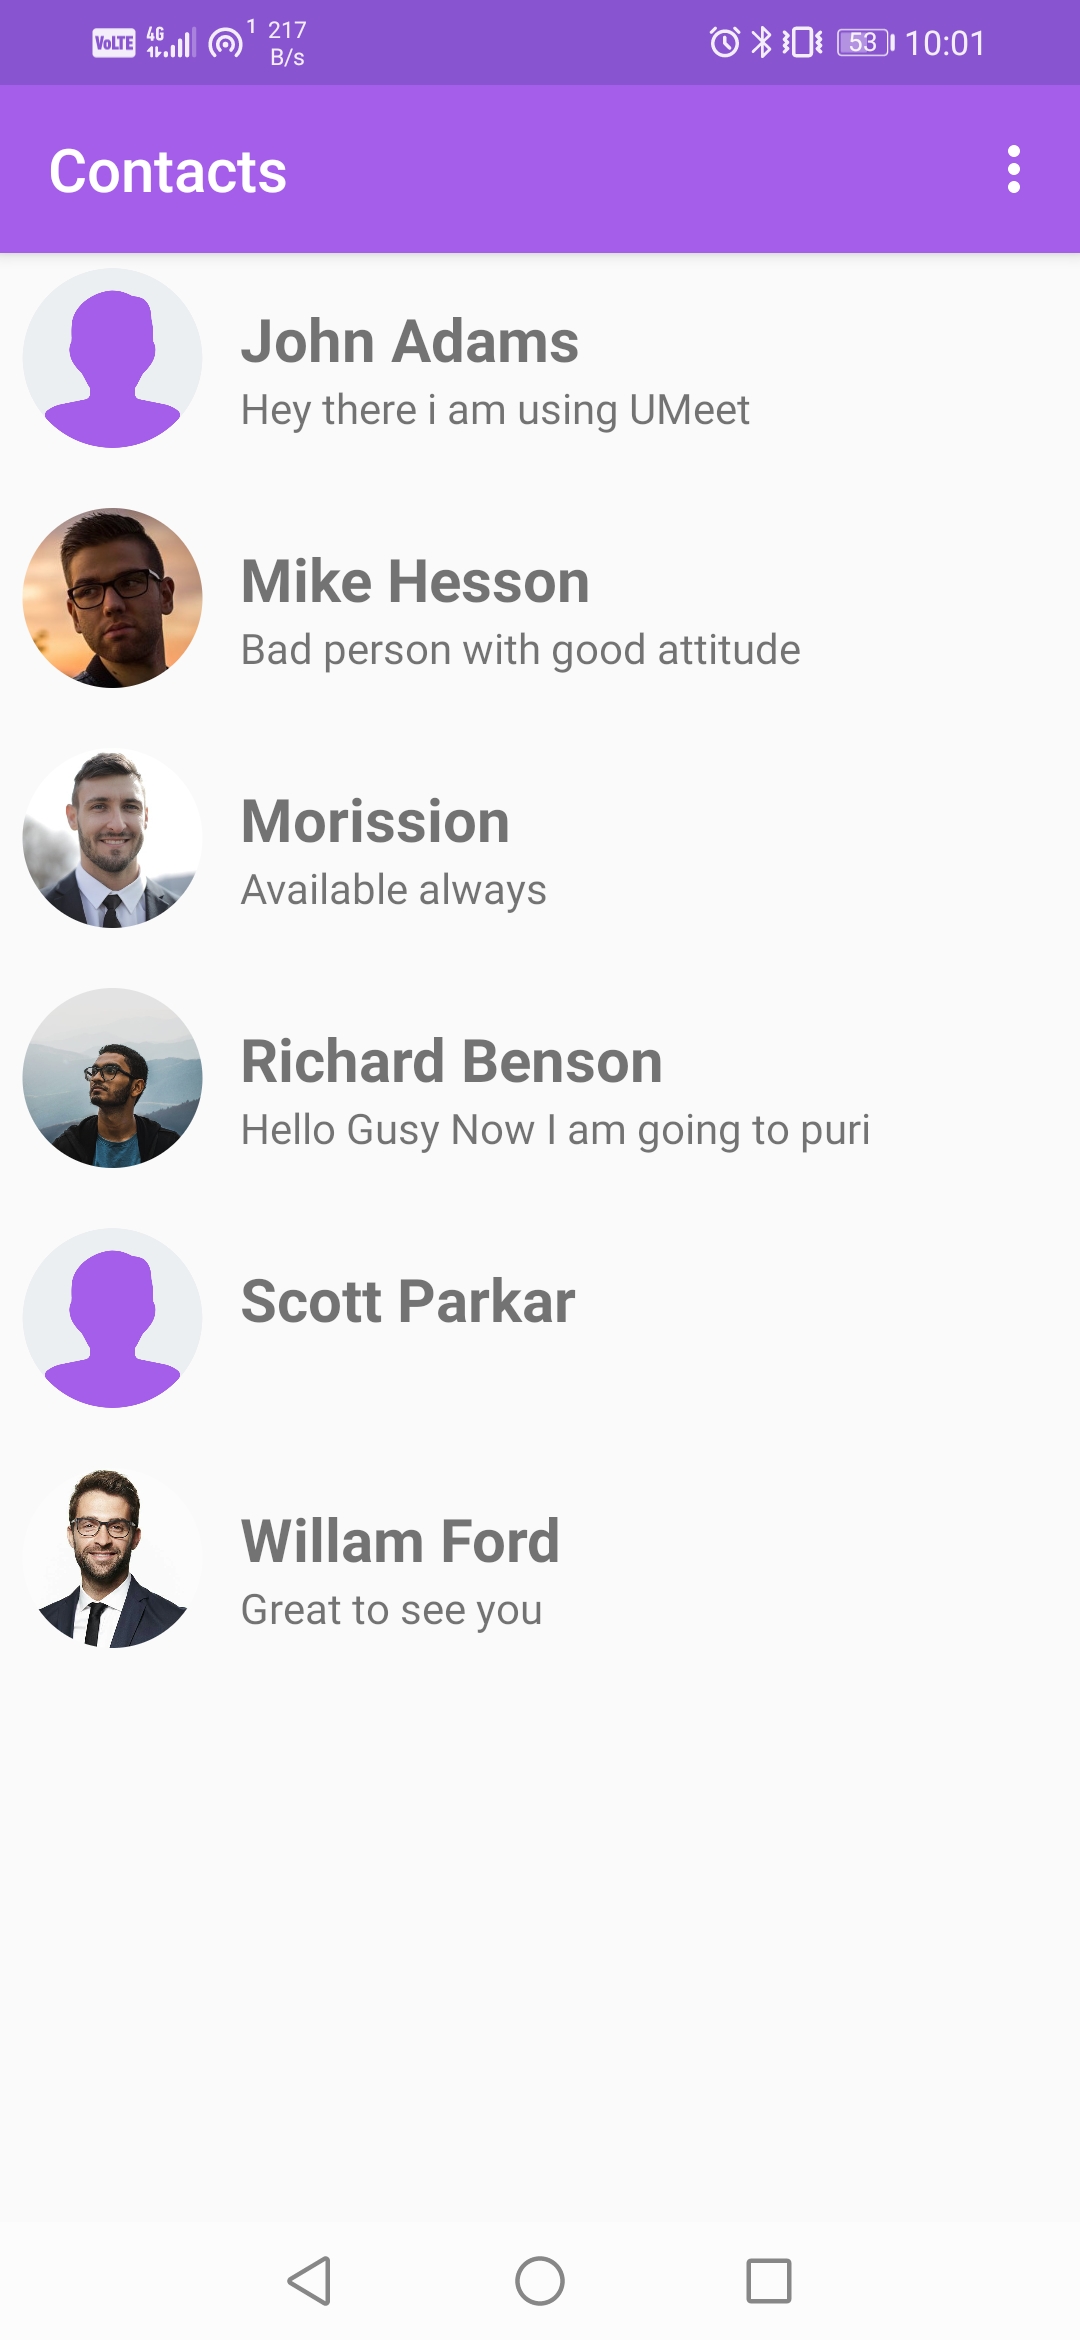 VoLTE 4G 1 217 B/s 53 10:01
Contacts
John Adams
Hey there i am using UMeet
Mike Hesson
Bad person with good attitude
Morission
Available always
Richard Benson
Hello Gusy Now I am going to puri
Scott Parkar
Willam Ford
Great to see you